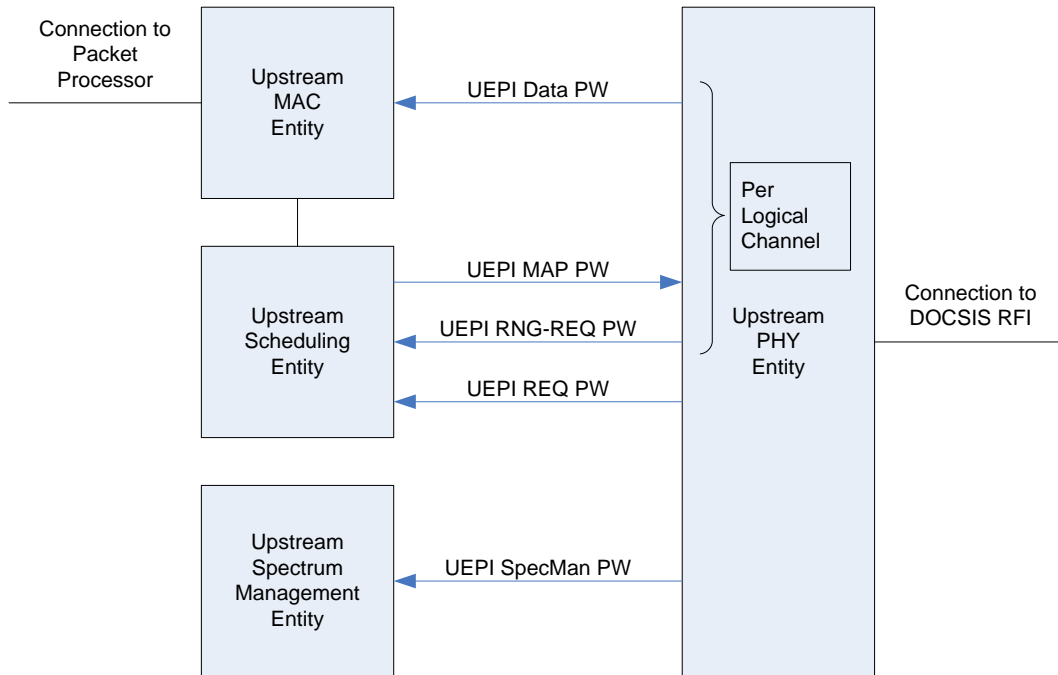 Connection to
Packet
Processor
Upstream
MAC
Entity
UEPI Data PW
Per
Logical
Channel
Upstream
Scheduling
Entity
UEPI MAP PW
UEPI RNG-REQ PW
UEPI REQ PW
Upstream
PHY
Entity
Connection to
DOCSIS RFI
Upstream
Spectrum
Management
Entity
UEPI SpecMan PW